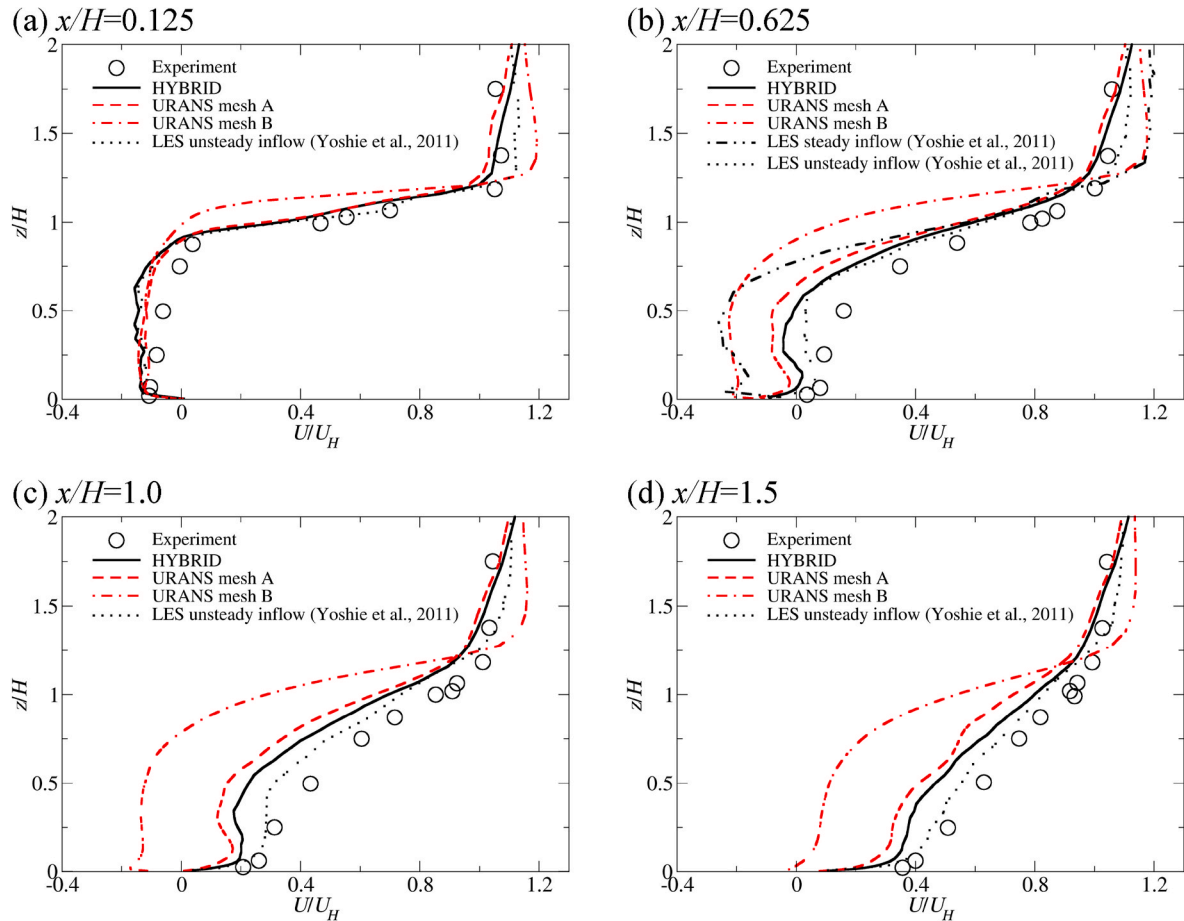 (a) x/H=0.125
2
1.5
1
0.5
0
z/H
Experiment
HYBRID
URANS mesh A
URANS mesh B
LES unsteady inflow (Yoshie et al., 2011)
-0.4
0
0.4
0.8
1.2
U/U_H
(b) x/H=0.625
2
1.5
1
0.5
0
z/H
Experiment
HYBRID
URANS mesh A
URANS mesh B
LES steady inflow (Yoshie et al., 2011)
LES unsteady inflow (Yoshie et al., 2011)
-0.4
0
0.4
0.8
1.2
U/U_H
(c) x/H=1.0
2
1.5
1
0.5
0
z/H
Experiment
HYBRID
URANS mesh A
URANS mesh B
LES unsteady inflow (Yoshie et al., 2011)
-0.4
0
0.4
0.8
1.2
U/U_H
(d) x/H=1.5
2
1.5
1
0.5
0
z/H
Experiment
HYBRID
URANS mesh A
URANS mesh B
LES unsteady inflow (Yoshie et al., 2011)
-0.4
0
0.4
0.8
1.2
U/U_H